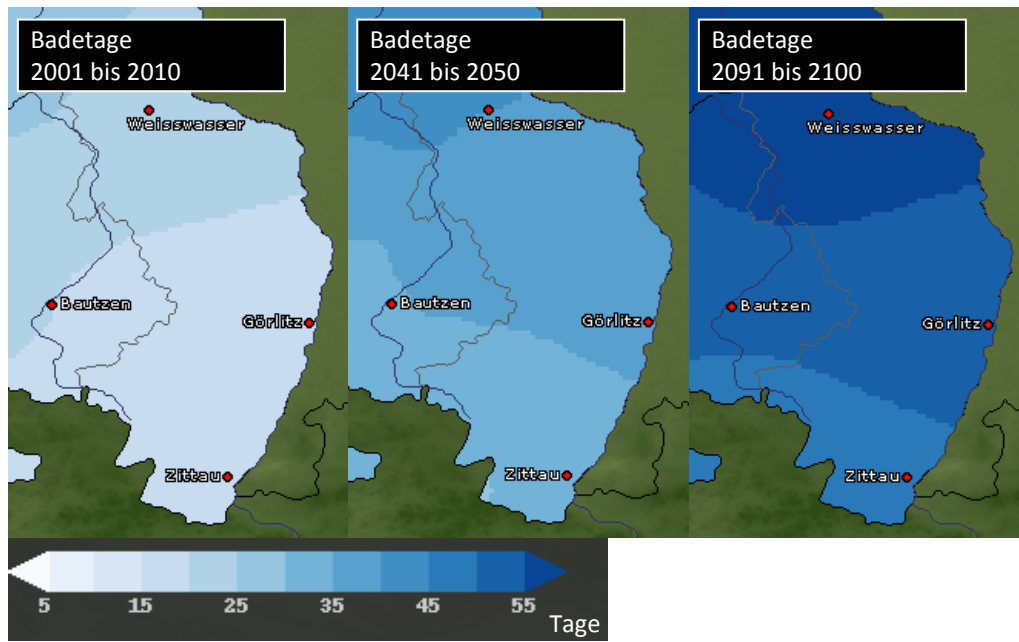 Badetage
2001 bis 2010
Weisswasser
Bautzen
Görlitz
Zittau
Badetage
2041 bis 2050
Weisswasser
Bautzen
Görlitz
Zittau
Badetage
2091 bis 2100
Weisswasser
Bautzen
Görlitz
Zittau
5 15 25 35 45 55
Tage